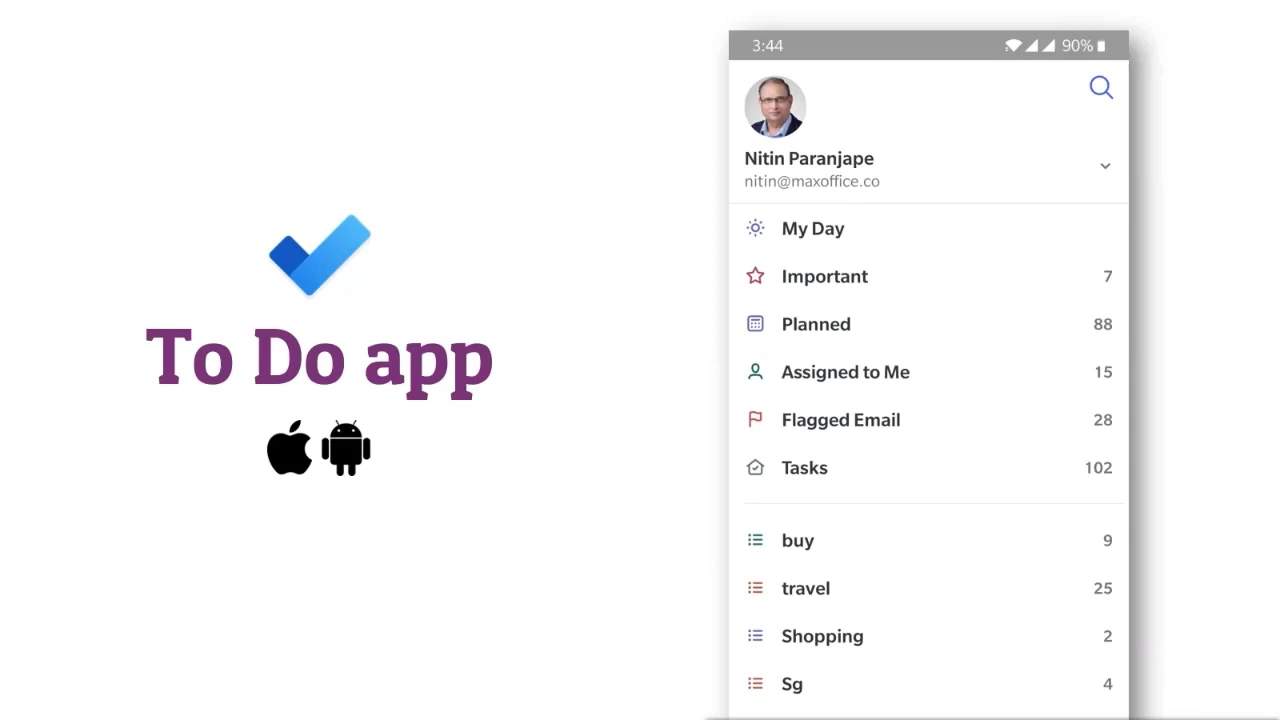 To Do app
3:44 90%
Nitin Paranjape
nitin@maxoffice.co
My Day
Important 7
Planned 88
Assigned to Me 15
Flagged Email 28
Tasks 102
buy 9
travel 25
Shopping 2
Sg 4